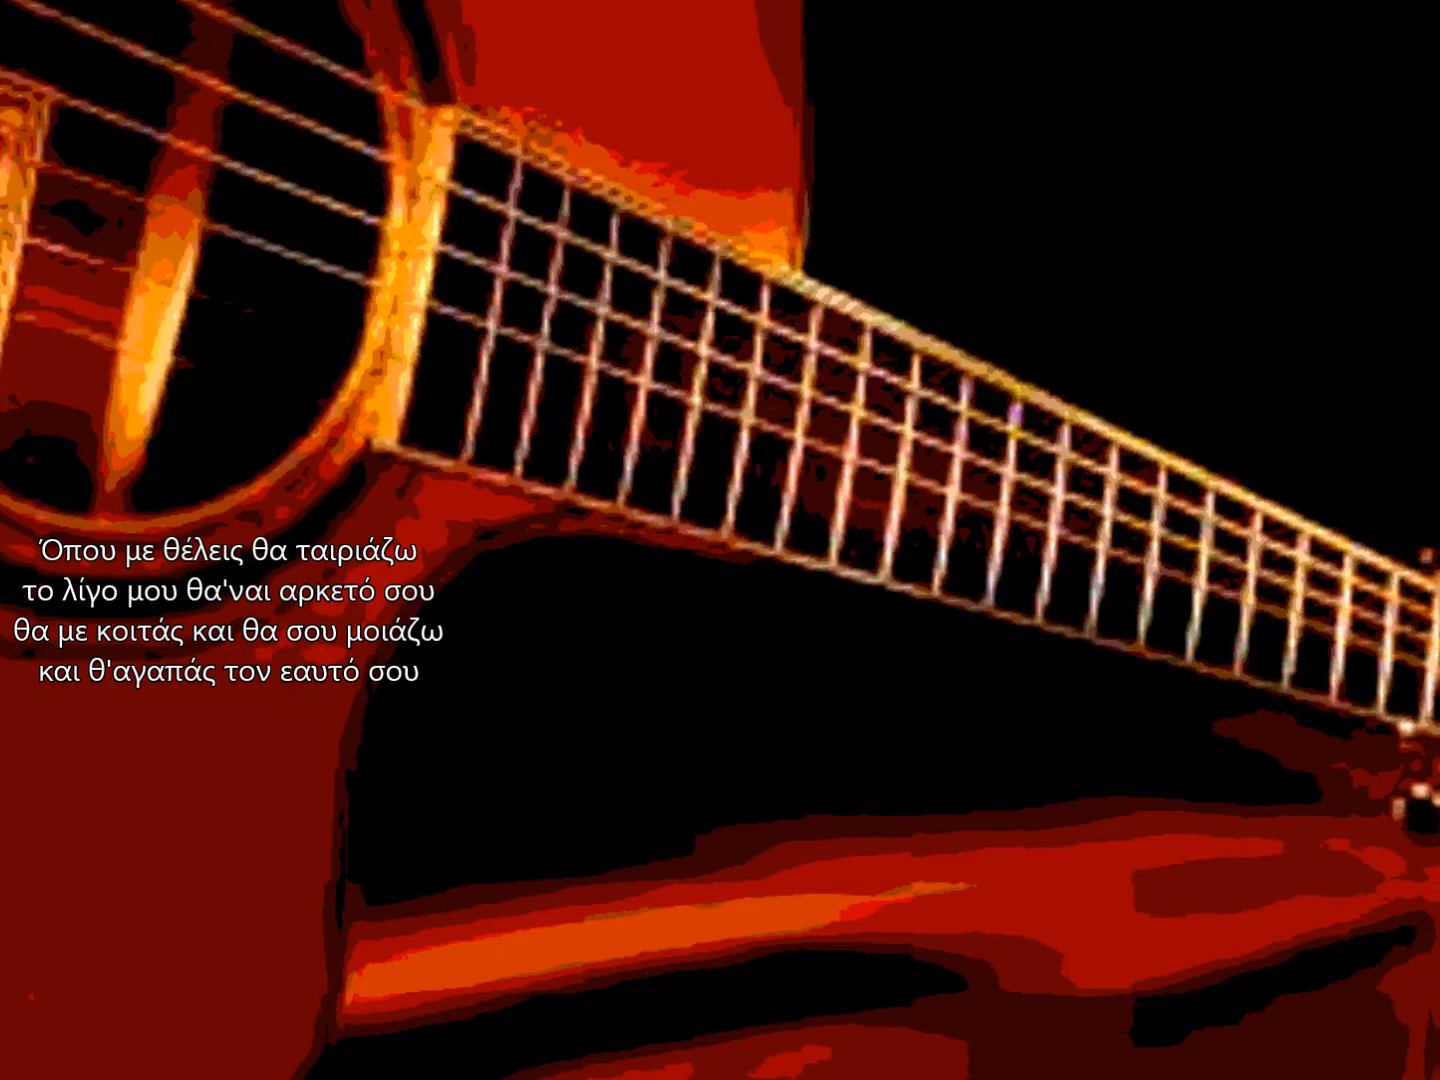 Όπου με θέλεις θα ταιριάζω
το λίγο μου θα'ναι αρκετό σου
θα με κοιτάς και θα σου μοιάζω
και θ'αγαπάς τον εαυτό σου